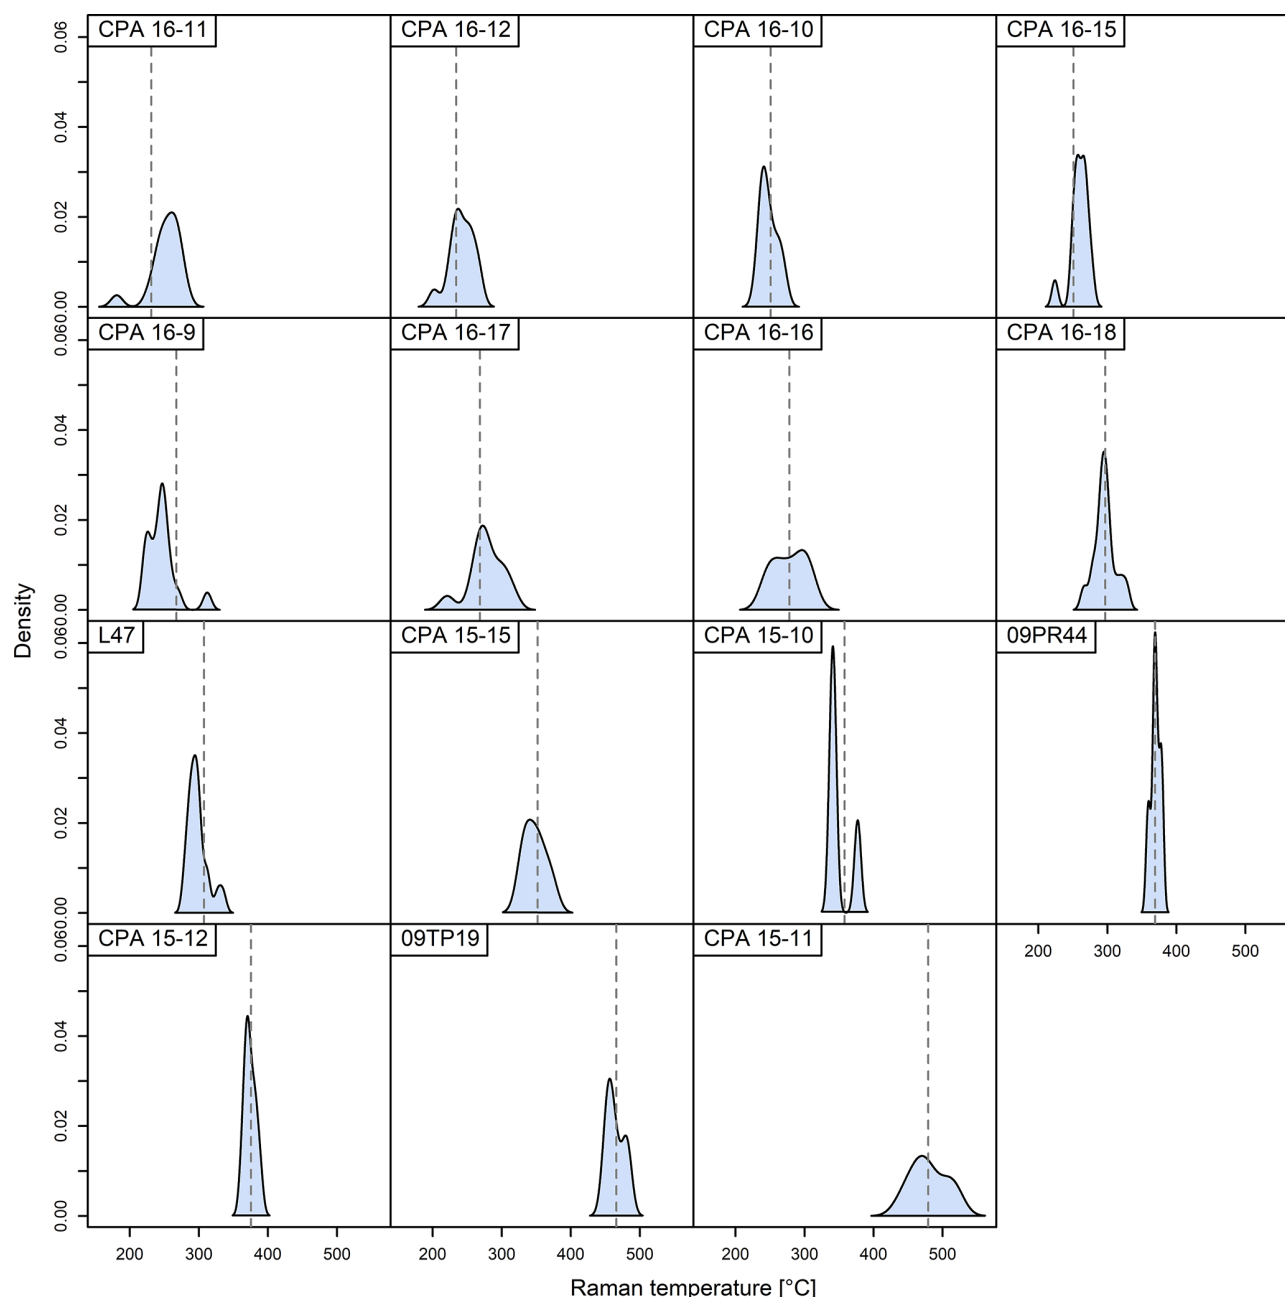 CPA 16-11 CPA 16-12 CPA 16-10 CPA 16-15
0.06
0.04
0.02
0.00
CPA 16-9 CPA 16-17 CPA 16-16 CPA 16-18
0.06
0.04
0.02
0.00
L47 CPA 15-15 CPA 15-10 09PR44
0.06
0.04
0.02
0.00
200 300 400 500
CPA 15-12 09TP19 CPA 15-11
0.06
0.04
0.02
0.00
200 300 400 500 200 300 400 500 200 300 400 500
Density
Raman temperature [°C]